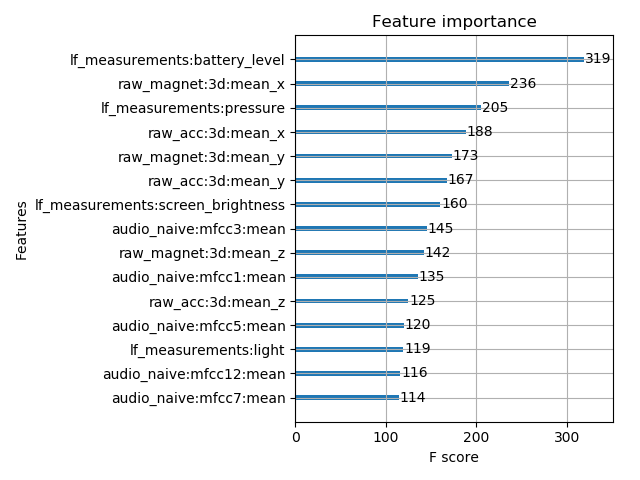 Feature importance
Features
lf_measurements:battery_level 319
raw_magnet:3d:mean_x 236
lf_measurements:pressure 205
raw_acc:3d:mean_x 188
raw_magnet:3d:mean_y 173
raw_acc:3d:mean_y 167
lf_measurements:screen_brightness 160
audio_naive:mfcc3:mean 145
raw_magnet:3d:mean_z 142
audio_naive:mfcc1:mean 135
raw_acc:3d:mean_z 125
audio_naive:mfcc5:mean 120
lf_measurements:light 119
audio_naive:mfcc12:mean 116
audio_naive:mfcc7:mean 114
0 100 200 300
F score